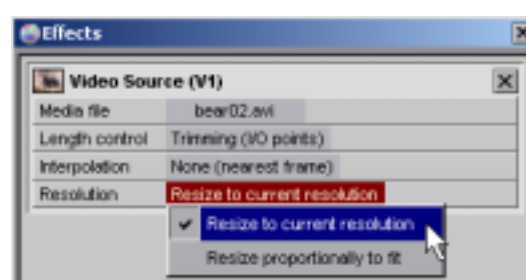 Effects
Video Source (V1)
Media file bear02.avi
Length control Trimming (I/O points)
Interpolation None (nearest frame)
Resolution Resize to current resolution
Resize to current resolution
Resize proportionally to fit